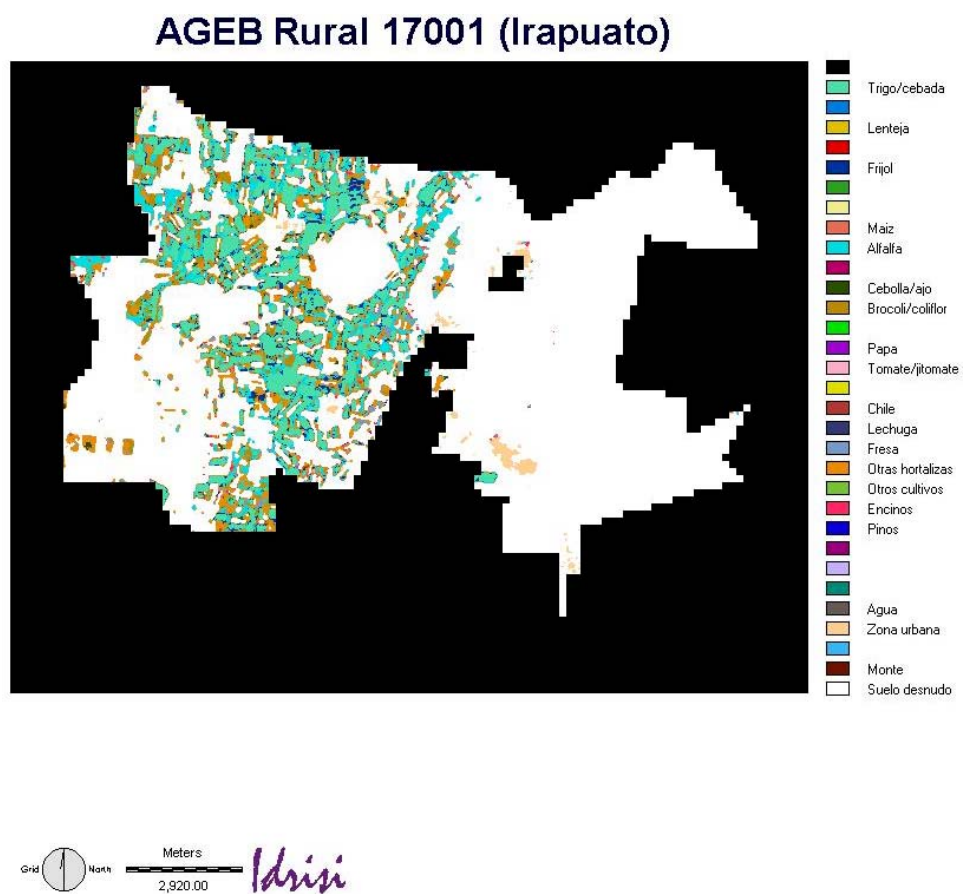 AGEB Rural 17001 (Irapuato)
Trigo/cebada
Lenteja
Frijol
Maiz
Alfalfa
Cebolla/ajo
Brocoli/coliflor
Papa
Tomate/jitomate
Chile
Lechuga
Fresa
Otras hortalizas
Otros cultivos
Encinos
Pinos
Agua
Zona urbana
Monte
Suelo desnudo
Grid North
Meters
2,920.00
Idrisi